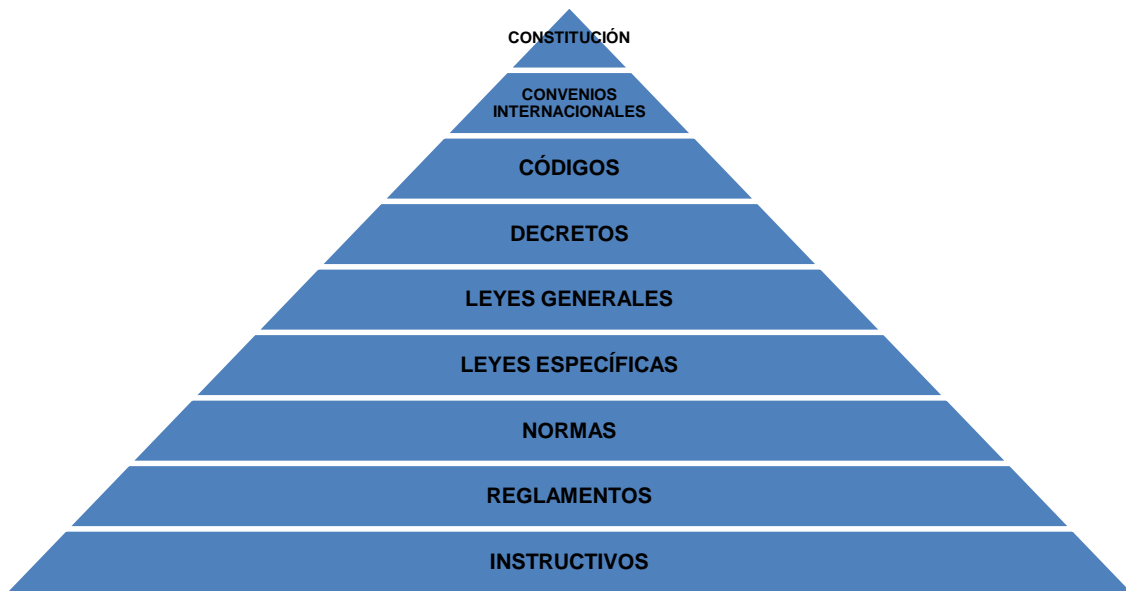 CONSTITUCIÓN
CONVENIOS
INTERNACIONALES
CÓDIGOS
DECRETOS
LEYES GENERALES
LEYES ESPECÍFICAS
NORMAS
REGLAMENTOS
INSTRUCTIVOS